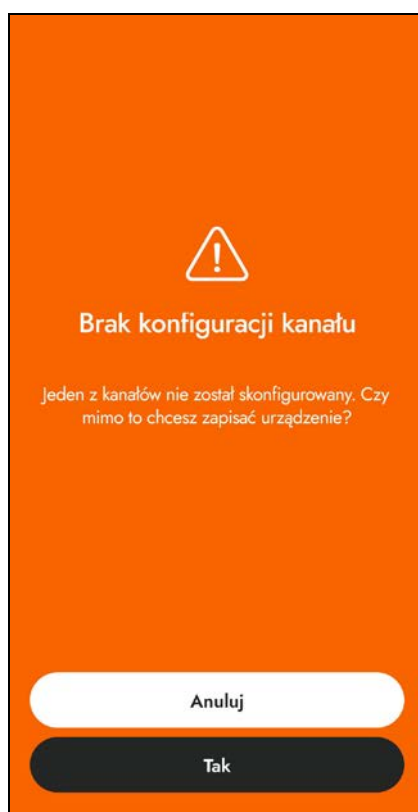 Brak konfiguracji kanału
Jeden z kanałów nie został skonfigurowany. Czy
mimo to chcesz zapisać urządzenie?
Anuluj
Tak